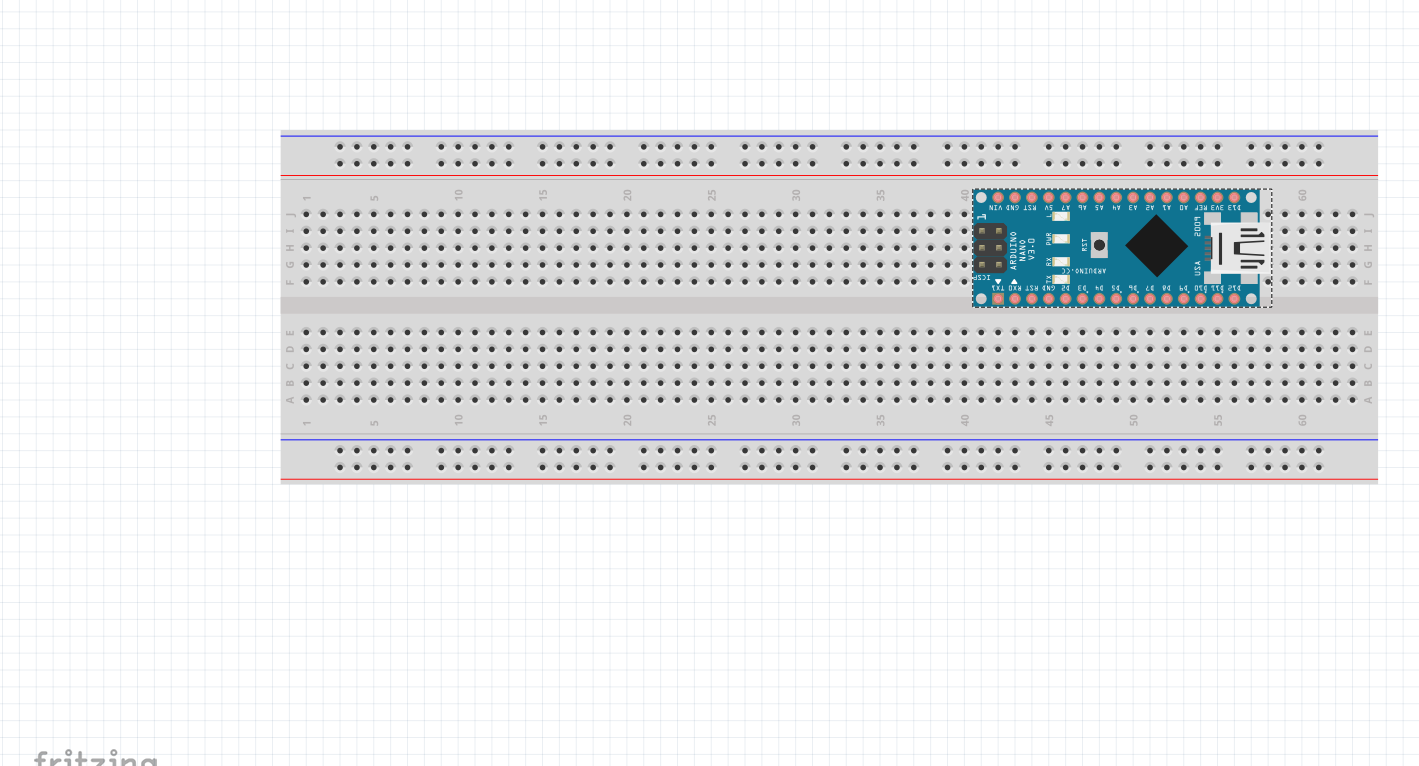 1 5 10 15 20 25 30 35 40 60
J J
I I
H H
G G
F F
VIN GND RST 5V A7 A6 A5 A4 A3 A2 A1 A0 REF 3V3 D13
1
L
PWR
RX
TX
RST
ARDUINO
NANO
V3.0
ICSP
ARDUINO.CC
2009
USA
TX1 RX0 RST GND D2 D3 D4 D5 D6 D7 D8 D9 D10 D11 D12
E E
D D
C C
B B
A A
1 5 10 15 20 25 30 35 40 45 50 55 60
fritzing